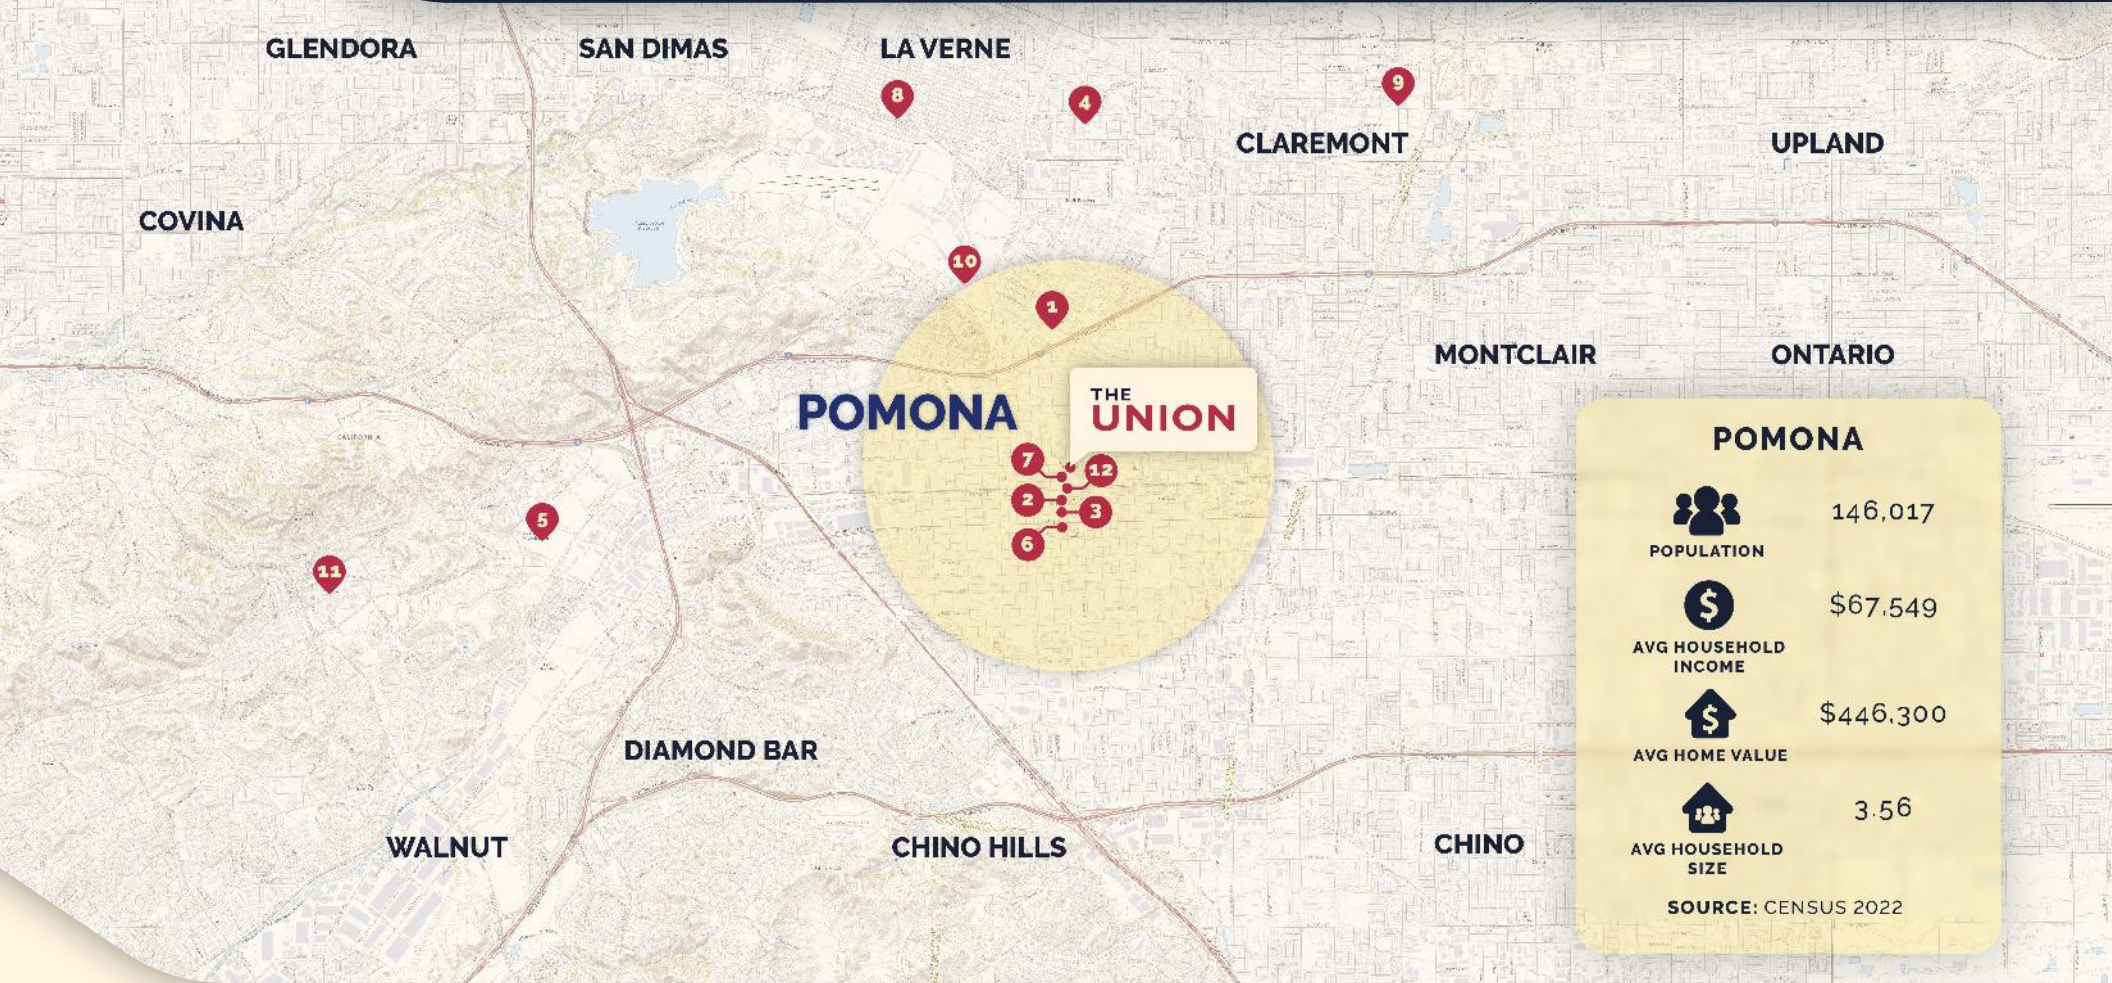 GLENDORA
SAN DIMAS
LA VERNE
8
4
9
CLAREMONT
UPLAND
COVINA
10
1
MONTCLAIR
ONTARIO
POMONA
THE
UNION
7
12
2
3
6
5
11
DIAMOND BAR
WALNUT
CHINO HILLS
CHINO
POMONA
146,017
POPULATION
$67,549
AVG HOUSEHOLD
INCOME
$446,300
AVG HOME VALUE
3.56
AVG HOUSEHOLD
SIZE
SOURCE: CENSUS 2022